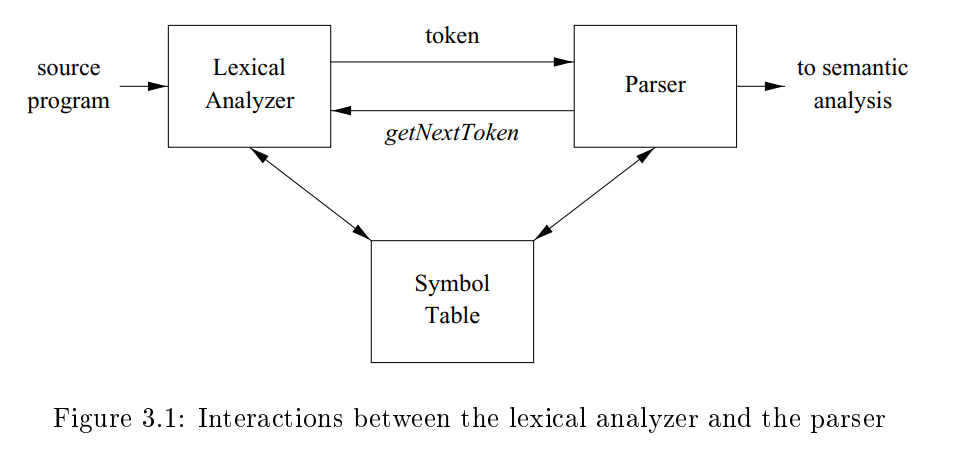 source
program
Lexical
Analyzer
token
getNextToken
Parser
to semantic
analysis
Symbol
Table
Figure 3.1: Interactions between the lexical analyzer and the parser